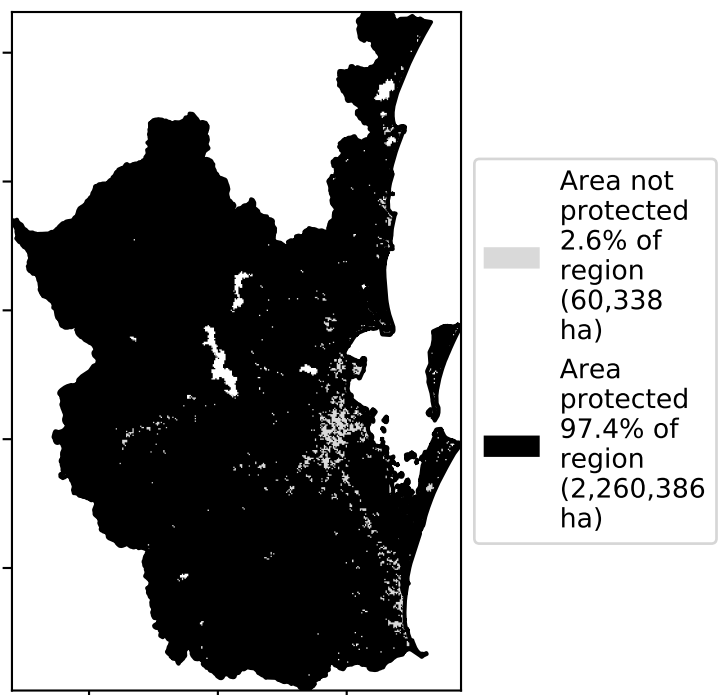 Area not
protected
2.6% of
region
(60,338
ha)
Area
protected
97.4% of
region
(2,260,386
ha)